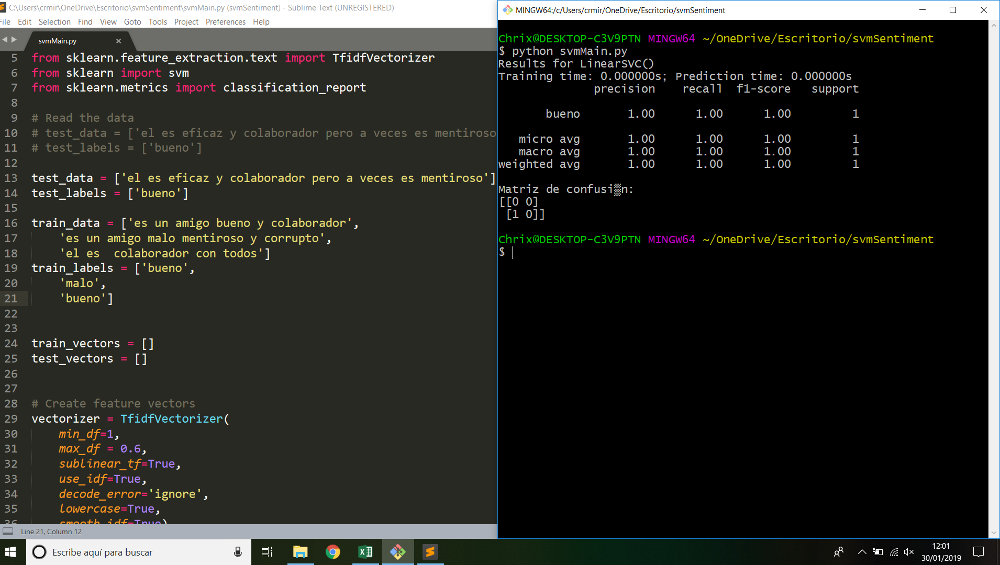 C:\Users\crmir\OneDrive\Escritorio\svmSentiment\svmMain.py (svmSentiment) - Sublime Text (UNREGISTERED)
File Edit Selection Find View Goto Tools Project Preferences Help
svmMain.py ×
5 from sklearn.feature_extraction.text import TfidfVectorizer
6 from sklearn import svm
7 from sklearn.metrics import classification_report
8
9 # Read the data
10 # test_data = ['el es eficaz y colaborador pero a veces es mentiroso
11 # test_labels = ['bueno']
12
13 test_data = ['el es eficaz y colaborador pero a veces es mentiroso']
14 test_labels = ['bueno']
15
16 train_data = ['es un amigo bueno y colaborador',
17 'es un amigo malo mentiroso y corrupto',
18 'el es  colaborador con todos']
19 train_labels = ['bueno',
20 'malo',
21 'bueno']
22
23
24 train_vectors = []
25 test_vectors = []
26
27
28 # Create feature vectors
29 vectorizer = TfidfVectorizer(
30 min_df=1,
31 max_df = 0.6,
32 sublinear_tf=True,
33 use_idf=True,
34 decode_error='ignore',
35 lowercase=True,
36 smooth_idf=True)
Line 21, Column 12
MINGW64:/c/Users/crmir/OneDrive/Escritorio/svmSentiment
Chrix@DESKTOP-C3V9PTN MINGW64 ~/OneDrive/Escritorio/svmSentiment
$ python svmMain.py
Results for LinearSVC()
Training time: 0.000000s; Prediction time: 0.000000s
precision recall f1-score support
bueno 1.00 1.00 1.00 1
micro avg 1.00 1.00 1.00 1
macro avg 1.00 1.00 1.00 1
weighted avg 1.00 1.00 1.00 1
Matriz de confusi▒n:
[[0 0]
[1 0]]
Chrix@DESKTOP-C3V9PTN MINGW64 ~/OneDrive/Escritorio/svmSentiment
$
Escribe aquí para buscar
12:01
30/01/2019